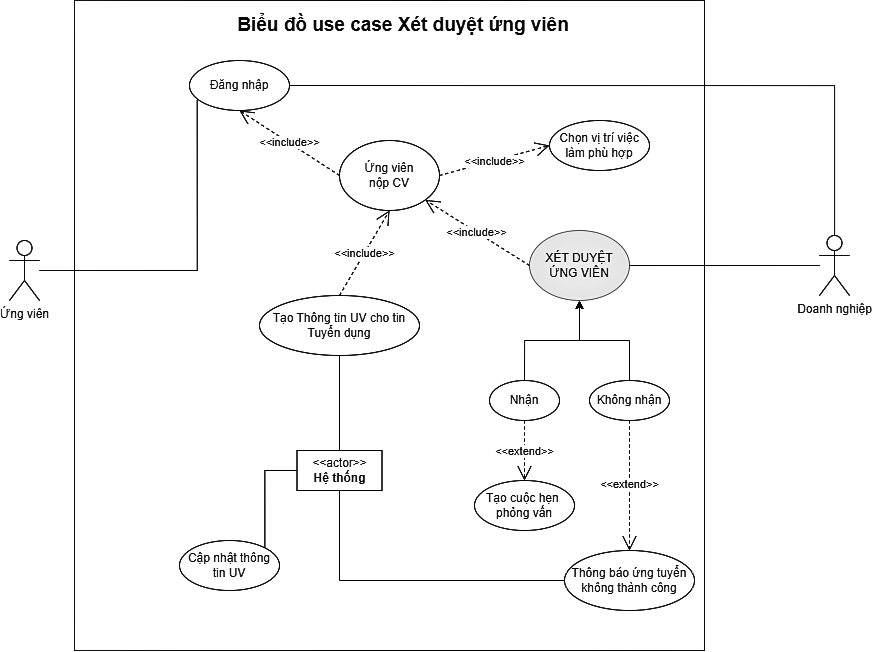 Biểu đồ use case Xét duyệt ứng viên
Đăng nhập
<<include>>
Chọn vị trí việc
làm phù hợp
<<include>>
Ứng viên
nộp CV
<<include>>
<<include>>
XÉT DUYỆT
ỨNG VIÊN
Ứng viên
Doanh nghiệp
Tạo Thông tin UV cho tin
Tuyển dụng
Nhận
Không nhận
<<extend>>
<<actor>>
Hệ thống
<<extend>>
Tạo cuộc hẹn
phỏng vấn
Cập nhật thông
tin UV
Thông báo ứng tuyển
không thành công